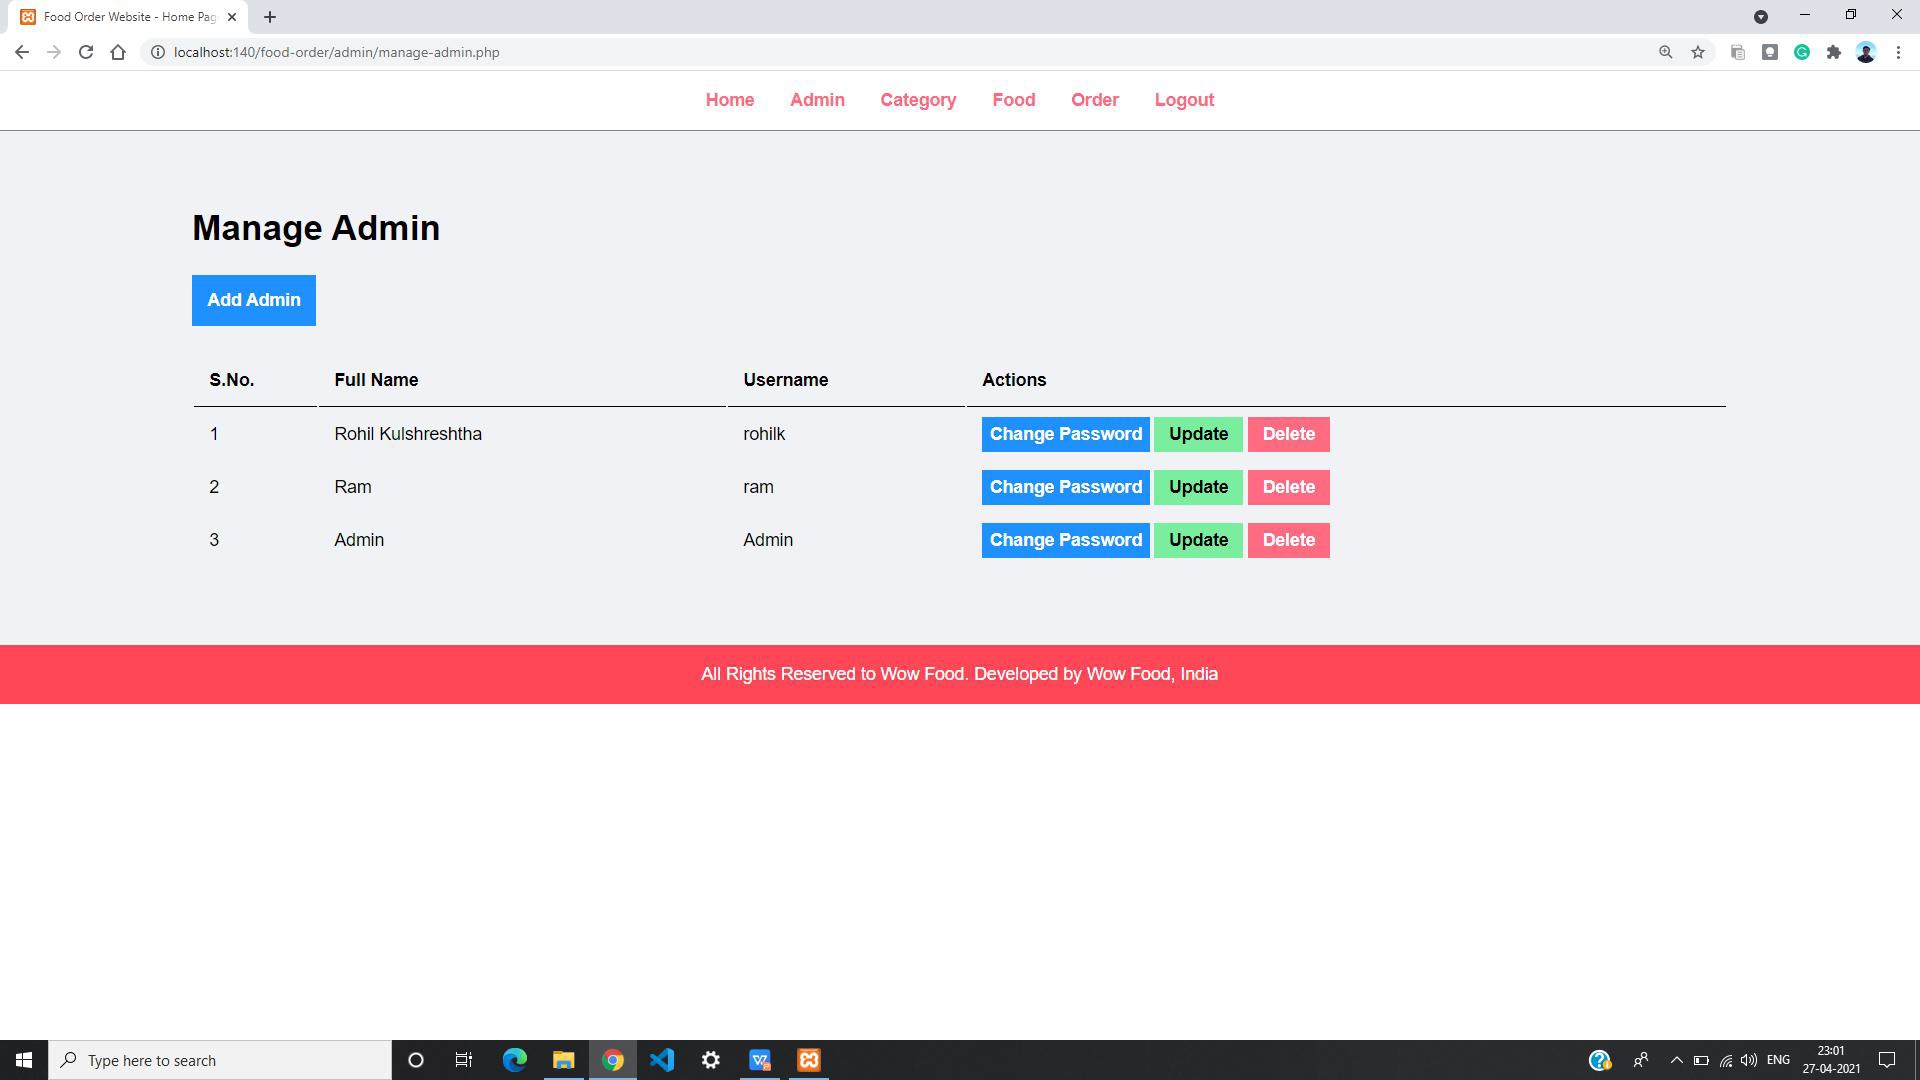 Food Order Website - Home Pag
localhost:140/food-order/admin/manage-admin.php
Home Admin Category Food Order Logout
Manage Admin
Add Admin
S.No. Full Name Username Actions
1 Rohil Kulshreshtha rohilk Change Password Update Delete
2 Ram ram Change Password Update Delete
3 Admin Admin Change Password Update Delete
All Rights Reserved to Wow Food. Developed by Wow Food, India
Type here to search
ENG
23:01
27-04-2021